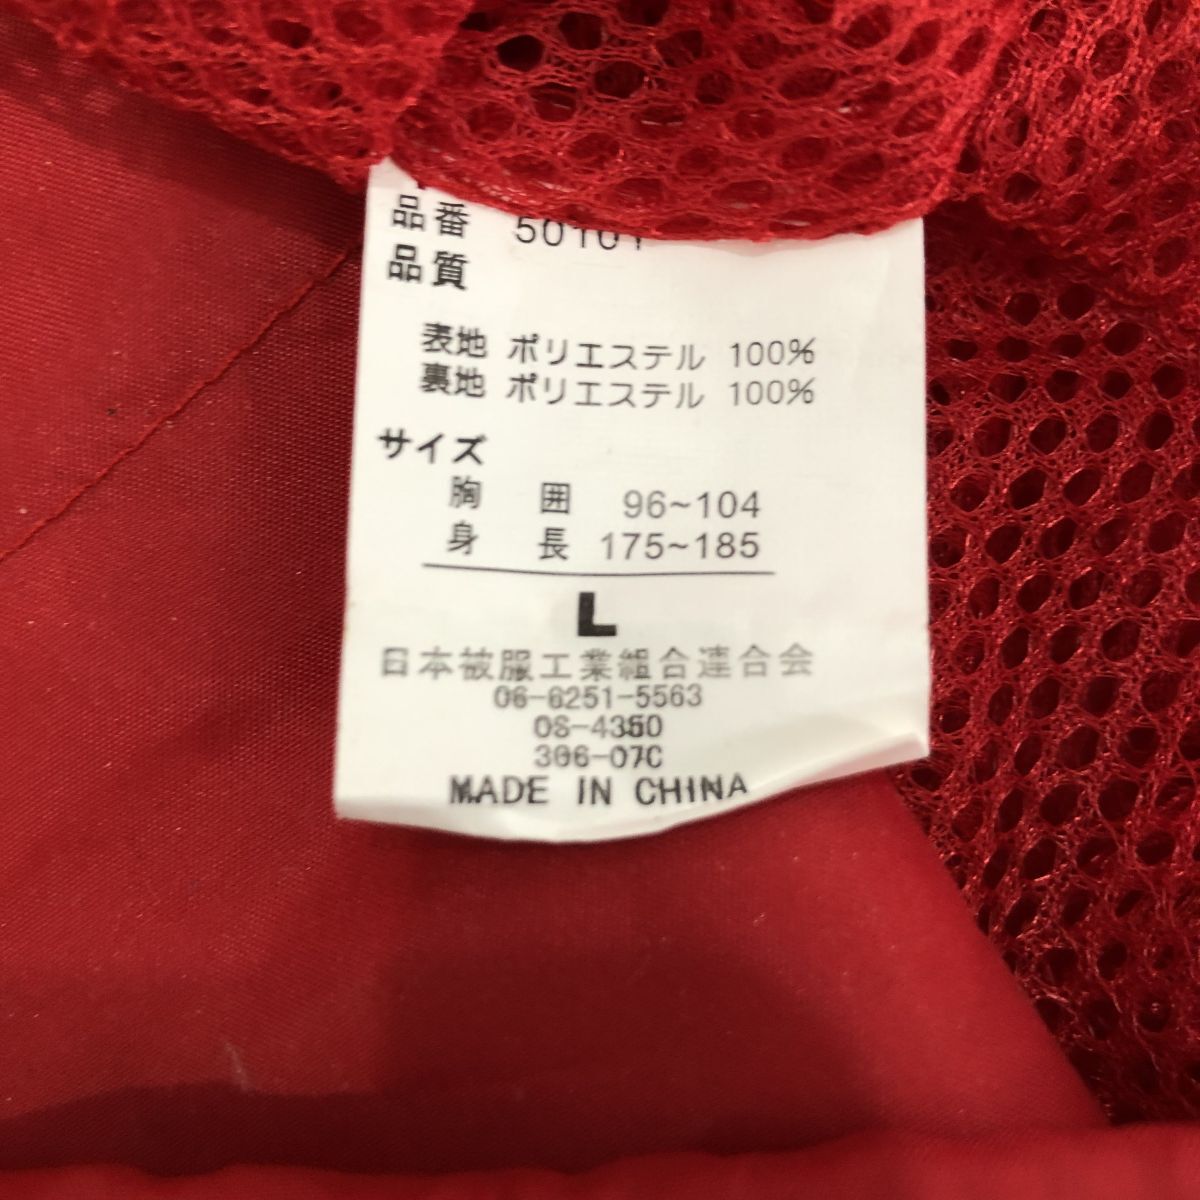 品番 50101
品質
表地 ポリエステル 100%
裏地 ポリエステル 100%
サイズ
胸 囲 96~104
身 長 175~185
L
日本被服工業組合連合会
06-6251-5563
OS-4350
306-07C
MADE IN CHINA